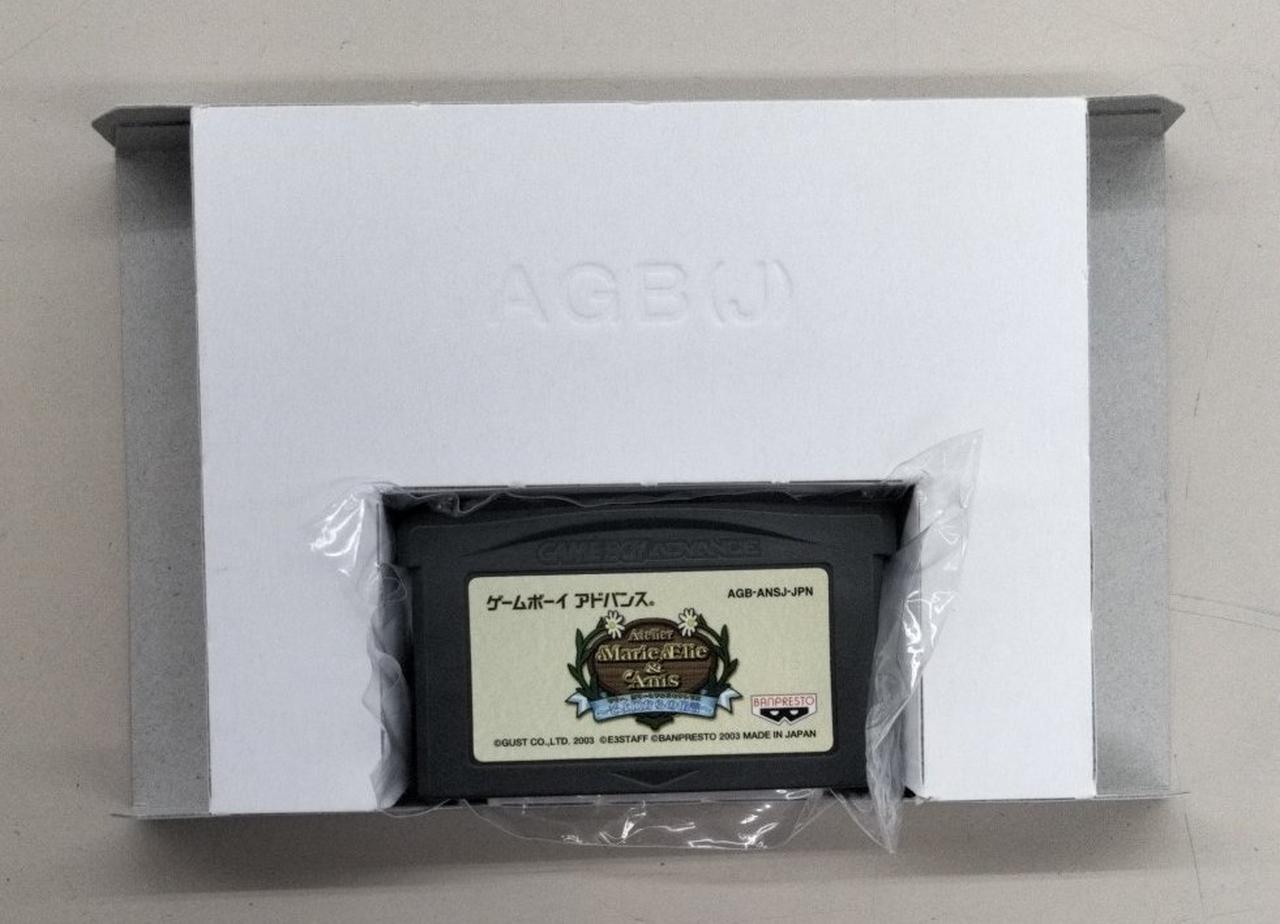 AGB(J)
GAME BOY ADVANCE
ゲームボーイ アドバンス®
AGB-ANSJ-JPN
Atelier
Marie, Elie
&
Anis
BANPRESTO
©GUST CO.,LTD. 2003 ©E3STAFF ©BANPRESTO 2003 MADE IN JAPAN